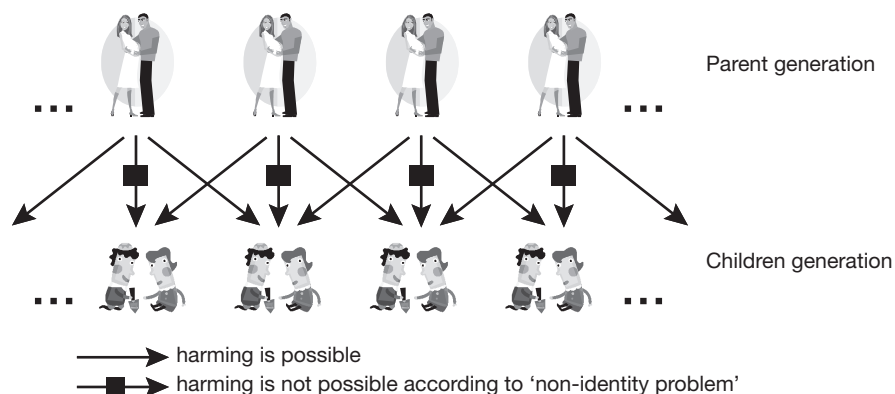 Parent generation
... ...
Children generation
... ...
harming is possible
harming is not possible according to ‘non-identity problem’